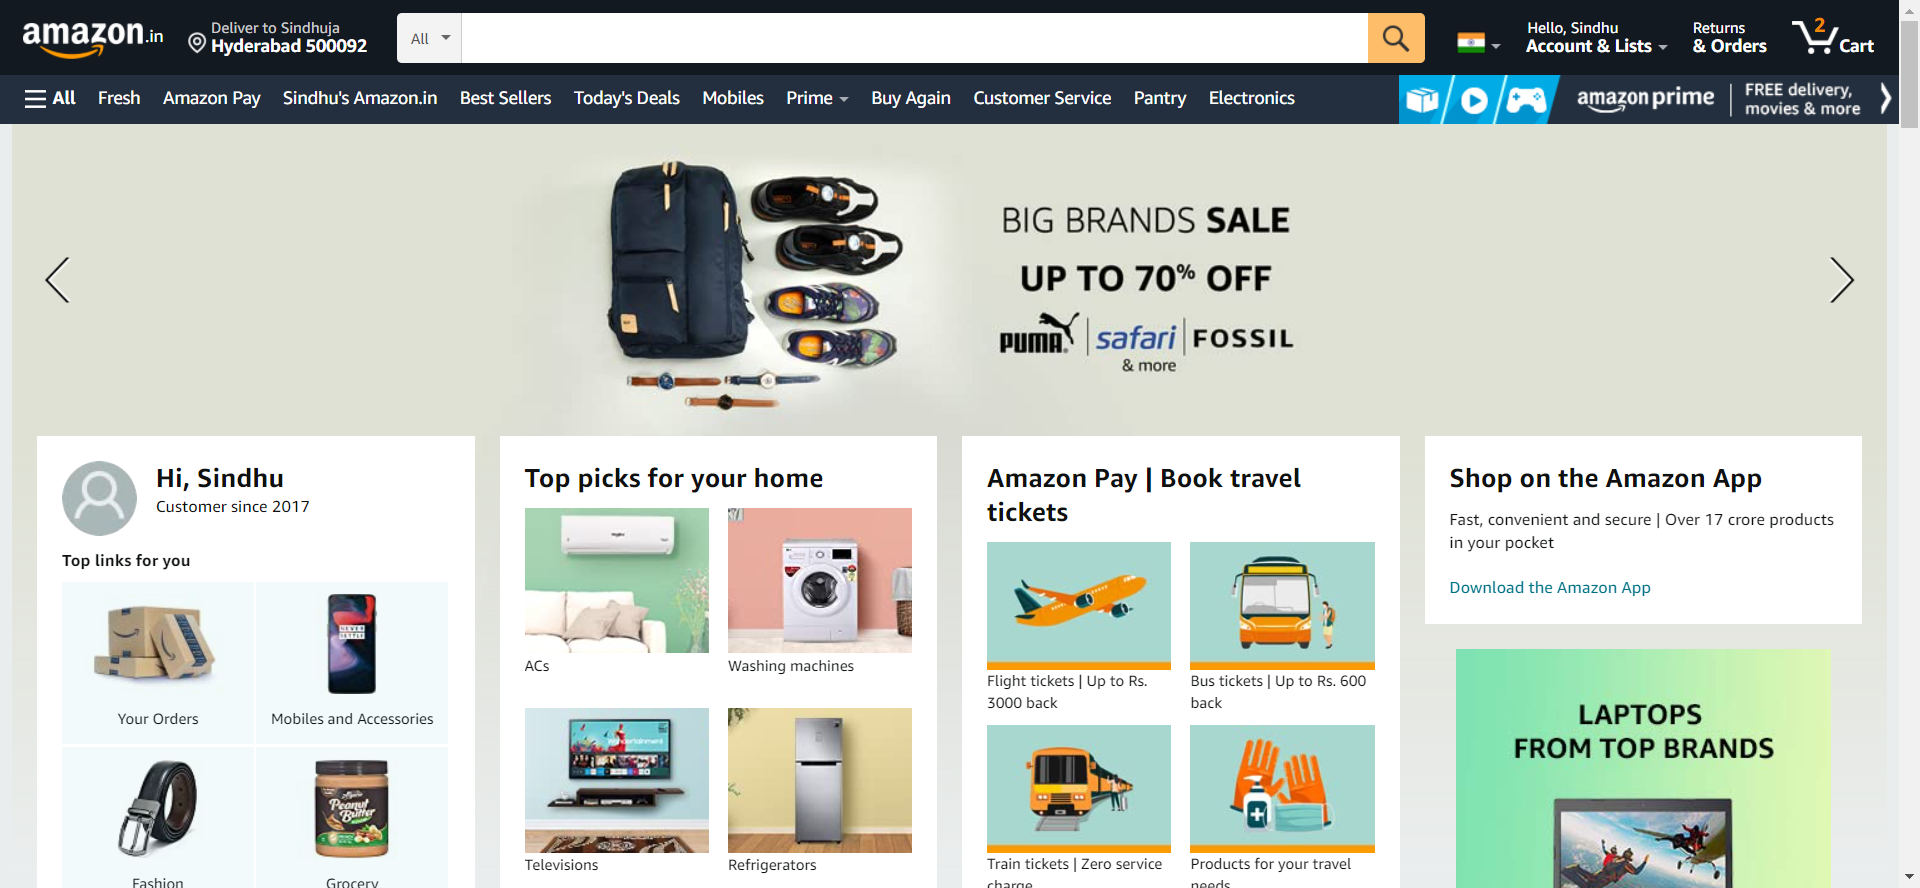 amazon.in
Deliver to Sindhuja
Hyderabad 500092
All
Hello, Sindhu
Account & Lists
Returns
& Orders
2
Cart
All
Fresh
Amazon Pay
Sindhu's Amazon.in
Best Sellers
Today's Deals
Mobiles
Prime
Buy Again
Customer Service
Pantry
Electronics
amazon prime
FREE delivery,
movies & more
BIG BRANDS SALE
UP TO 70% OFF
PUMA
safari
FOSSIL
& more
Hi, Sindhu
Customer since 2017
Top links for you
NEVER
SETTLE
Your Orders
Mobiles and Accessories
Peanut
Butter
Fashion
Grocery
Top picks for your home
ACs
Washing machines
Televisions
Refrigerators
Amazon Pay | Book travel
tickets
Flight tickets | Up to Rs.
3000 back
Bus tickets | Up to Rs. 600
back
Train tickets | Zero service
charge
Products for your travel
needs
Shop on the Amazon App
Fast, convenient and secure | Over 17 crore products
in your pocket
Download the Amazon App
LAPTOPS
FROM TOP BRANDS